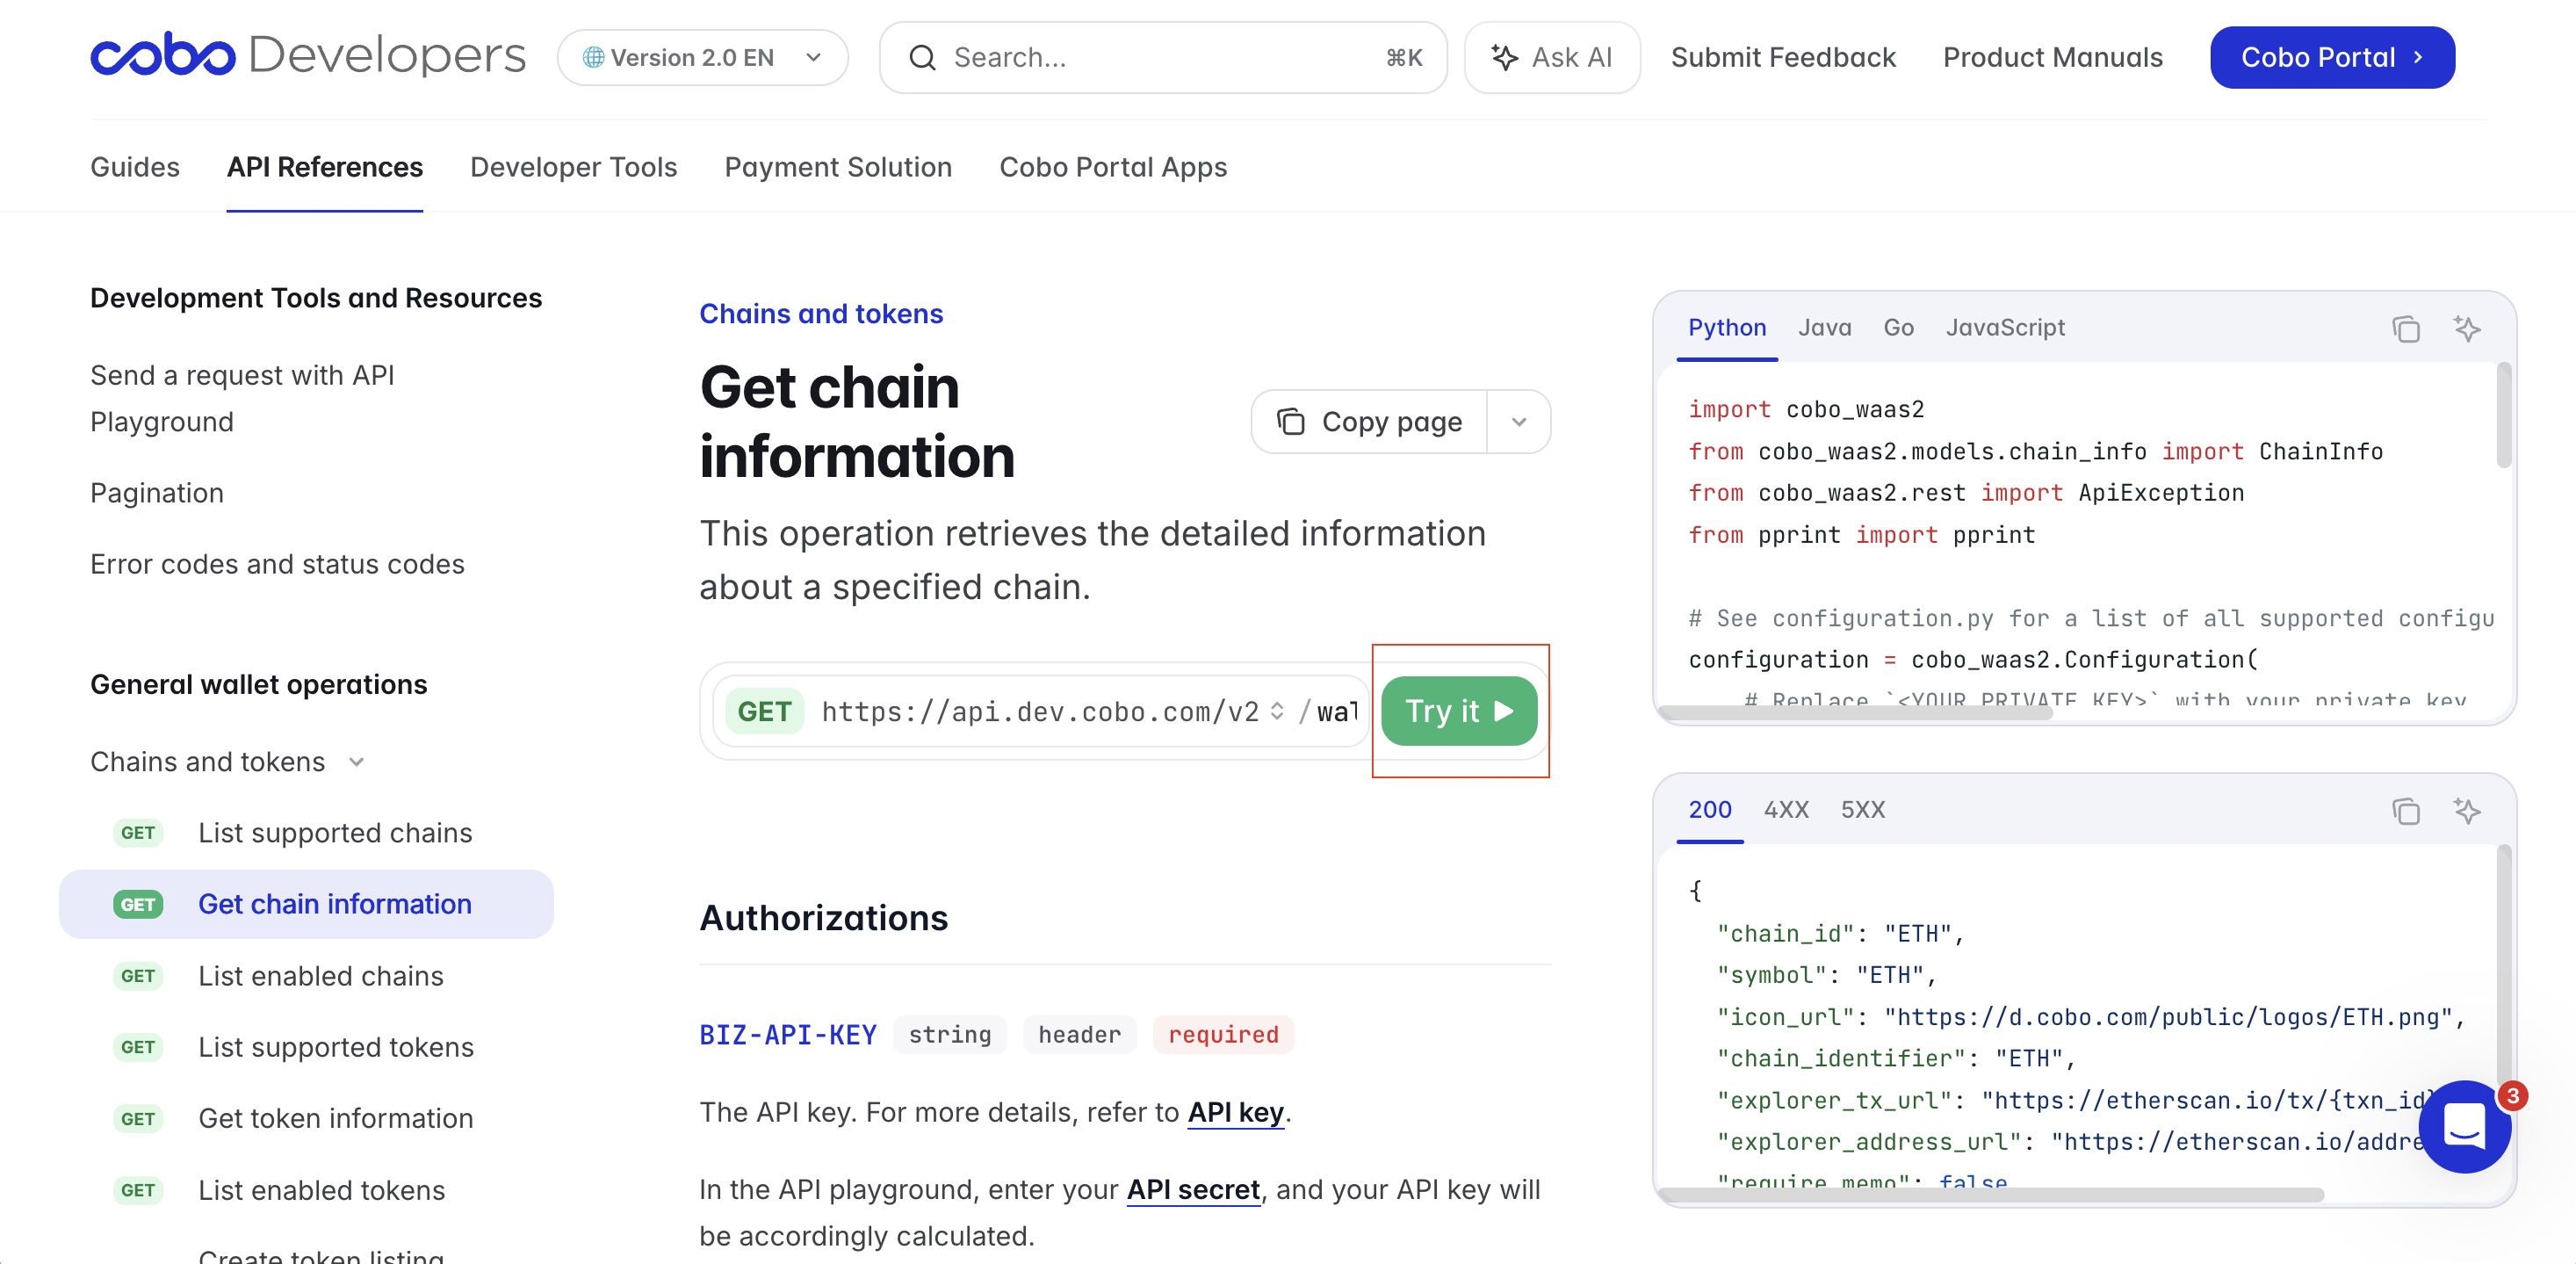 cobo Developers
Version 2.0 EN
Search...
⌘K
Ask AI
Submit Feedback
Product Manuals
Cobo Portal
Guides
API References
Developer Tools
Payment Solution
Cobo Portal Apps
Development Tools and Resources
Send a request with API
Playground
Pagination
Error codes and status codes
General wallet operations
Chains and tokens
GET List supported chains
GET Get chain information
GET List enabled chains
GET List supported tokens
GET Get token information
GET List enabled tokens
Create token listing
Chains and tokens
Get chain
information
Copy page
This operation retrieves the detailed information
about a specified chain.
GET https://api.dev.cobo.com/v2 / wal
Try it
Authorizations
BIZ-API-KEY string header required
The API key. For more details, refer to API key.
In the API playground, enter your API secret, and your API key will
be accordingly calculated.
Python Java Go JavaScript
import cobo_waas2
from cobo_waas2.models.chain_info import ChainInfo
from cobo_waas2.rest import ApiException
from pprint import pprint
# See configuration.py for a list of all supported configu
configuration = cobo_waas2.Configuration(
# Replace `<YOUR_PRIVATE_KEY>` with your private key
200 4XX 5XX
{
"chain_id": "ETH",
"symbol": "ETH",
"icon_url": "https://d.cobo.com/public/logos/ETH.png",
"chain_identifier": "ETH",
"explorer_tx_url": "https://etherscan.io/tx/{txn_id}
"explorer_address_url": "https://etherscan.io/addre
"require_memo": false
3